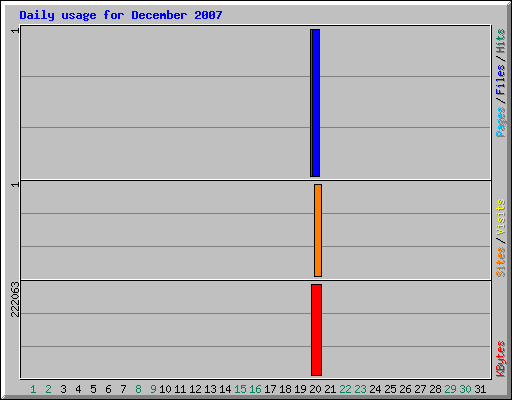 Daily usage for December 2007
1
Pages / Files / Hits
1
Sites / Visits
222063
KBytes
1 2 3 4 5 6 7 8 9 10 11 12 13 14 15 16 17 18 19 20 21 22 23 24 25 26 27 28 29 30 31